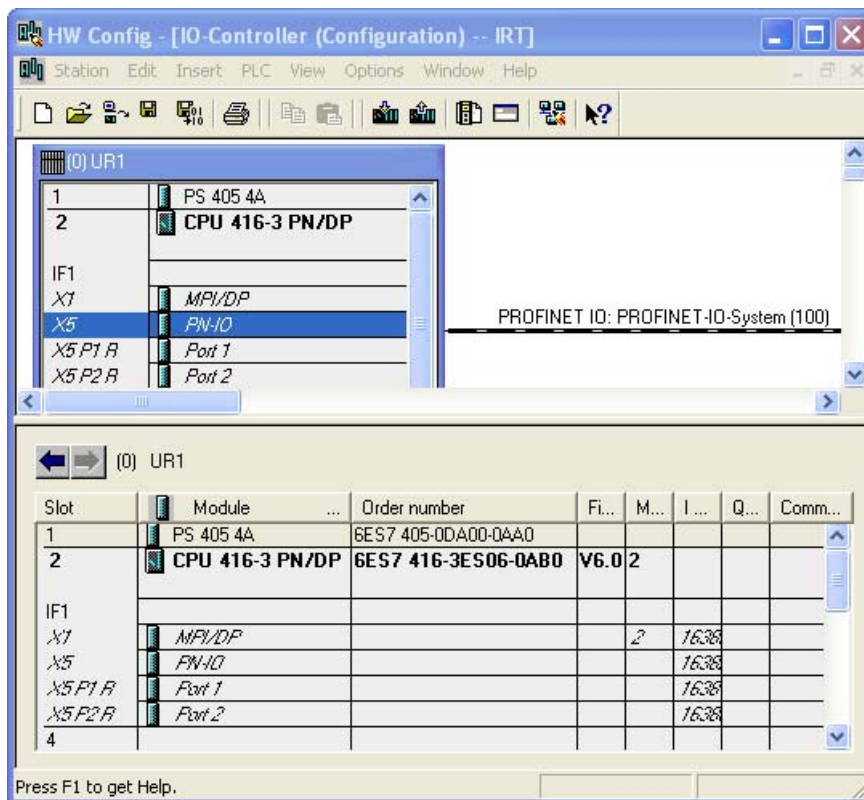 HW Config - [IO-Controller (Configuration) -- IRT]
Station Edit Insert PLC View Options Window Help
(0) UR1
1 PS 405 4A
2 CPU 416-3 PN/DP
IF1
X1 MPI/DP
X5 PN-IO
X5 P1 R Port 1
X5 P2 R Port 2
PROFINET IO: PROFINET-IO-System (100)
(0) UR1
Slot Module ... Order number Fi... M... I ... Q... Comm...
1 PS 405 4A 6ES7 405-0DA00-0AA0
2 CPU 416-3 PN/DP 6ES7 416-3ES06-0AB0 V6.0 2
IF1
X1 MPI/DP 2 1638
X5 PN-IO 1638
X5 P1 R Port 1 1638
X5 P2 R Port 2 1638
4
Press F1 to get Help.